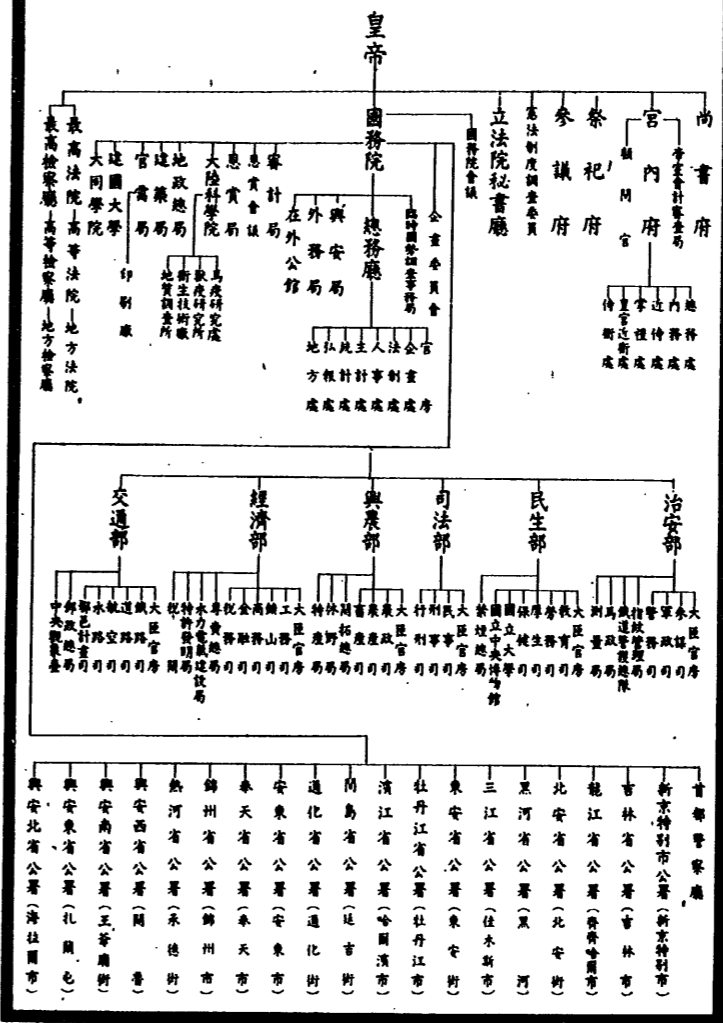 皇帝
尚書府
宮內府
帝室會計審查局
顧問官
總務處
內務處
近侍處
掌禮處
皇宮近衛處
侍衛處
祭祀府
參議府
憲法制度調查委員
立法院秘書廳
國務院會議
國務院
企畫委員會
臨時國勢調查事務局
總務廳
官房
企畫處
法制處
人事處
主計處
統計處
弘報處
地方處
興安局
外務局
在外公館
審計局
恩賞會議
恩賞局
大陸科學院
馬疫研究處
獸疫研究所
衛生技術廠
地質調查所
地政總局
建築局
官需局
印刷廠
建國大學
大同學院
最高法院—高等法院—地方法院
最高檢察廳—高等檢察廳—地方檢察廳
治安部
大臣官房
參謀司
軍政司
警務司
指紋管理局
鐵道警護總隊
馬政局
測量局
民生部
大臣官房
教育司
勞務司
厚生司
保健司
國立大學
國立中央博物館
禁煙總局
司法部
大臣官房
民事司
刑事司
行刑司
興農部
大臣官房
農政司
農產司
畜產司
開拓總局
林野局
特產局
經濟部
大臣官房
工務司
鑛山司
商務司
金融司
稅務司
專賣總局
水力電氣建設局
特許發明局
稅關
交通部
大臣官房
鐵路司
道路司
航空司
水路司
都邑計畫司
郵政總局
中央觀象臺
首都警察廳
新京特別市公署(新京特別市)
吉林省公署(吉林市)
龍江省公署(齊齊哈爾市)
北安省公署(北安街)
黑河省公署(黑河)
三江省公署(佳木斯市)
東安省公署(東安街)
牡丹江省公署(牡丹江市)
濱江省公署(哈爾濱市)
間島省公署(延吉街)
通化省公署(通化街)
安東省公署(安東市)
奉天省公署(奉天市)
錦州省公署(錦州市)
熱河省公署(承德街)
興安西省公署(開魯)
興安南省公署(王爺廟街)
興安東省公署(扎蘭屯)
興安北省公署(海拉爾市)